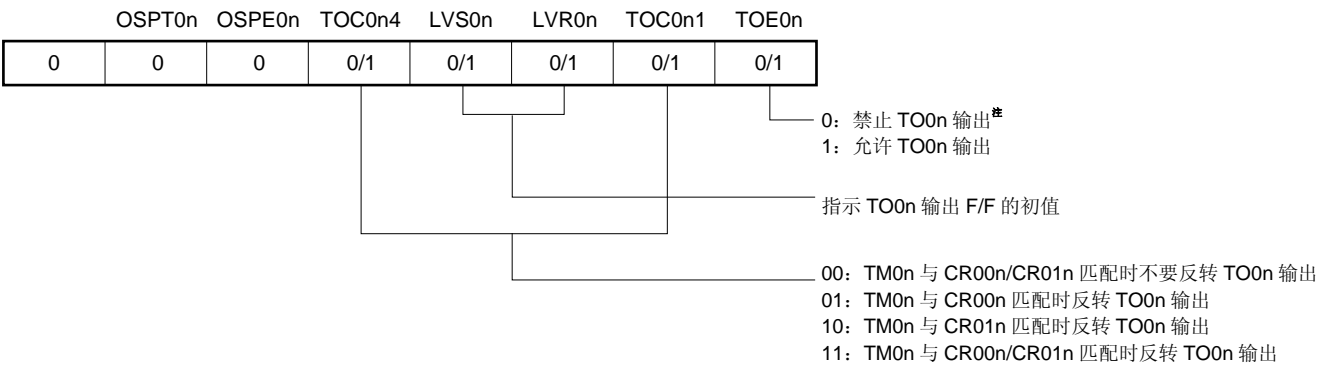 OSPT0n OSPE0n TOC0n4 LVS0n LVR0n TOC0n1 TOE0n
0 0 0 0/1 0/1 0/1 0/1 0/1
0：禁止 TO0n 输出注
1：允许 TO0n 输出
指示 TO0n 输出 F/F 的初值
00：TM0n 与 CR00n/CR01n 匹配时不要反转 TO0n 输出
01：TM0n 与 CR00n 匹配时反转 TO0n 输出
10：TM0n 与 CR01n 匹配时反转 TO0n 输出
11：TM0n 与 CR00n/CR01n 匹配时反转 TO0n 输出